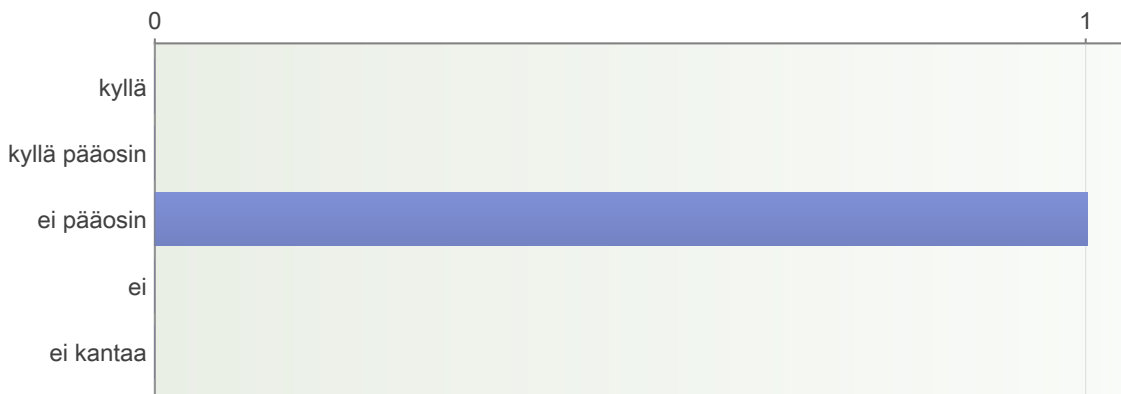 0 1
kyllä
kyllä pääosin
ei pääosin
ei
ei kantaa